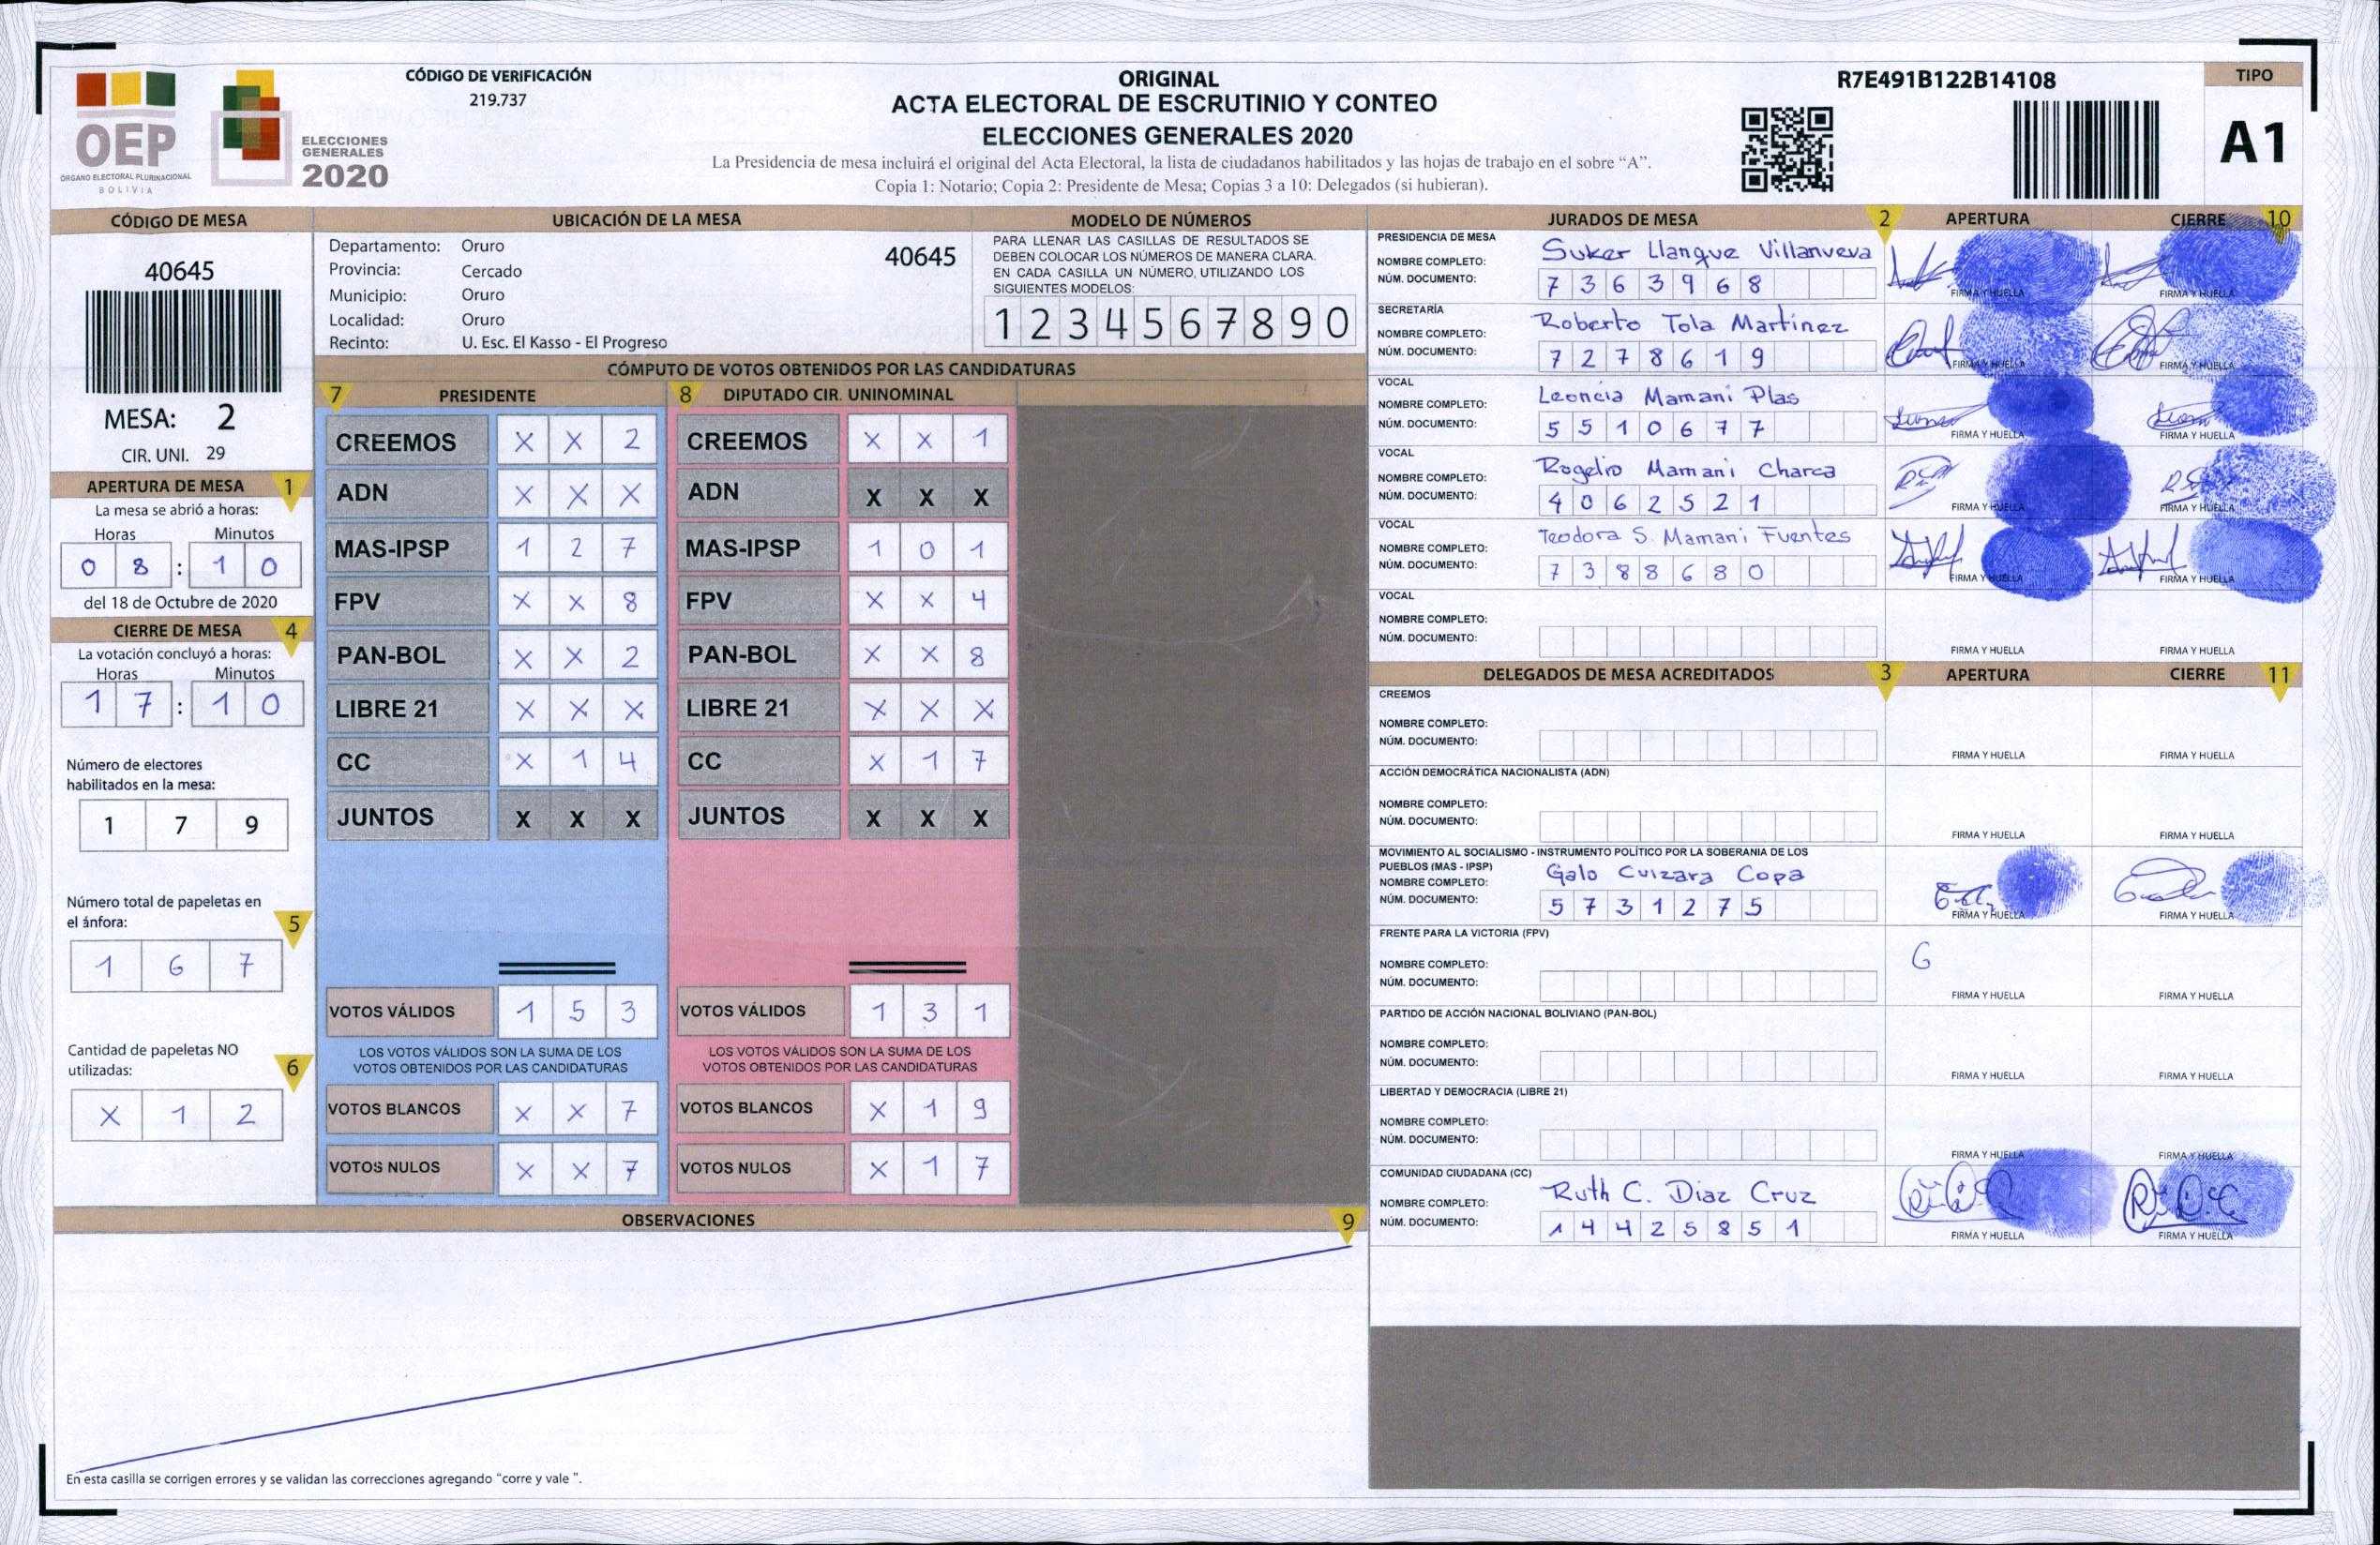 CÓDIGO DE VERIFICACIÓN
219.737
OEP
ÓRGANO ELECTORAL PLURINACIONAL
BOLIVIA
ELECCIONES
GENERALES
2020
ORIGINAL
ACTA ELECTORAL DE ESCRUTINIO Y CONTEO
ELECCIONES GENERALES 2020
La Presidencia de mesa incluirá el original del Acta Electoral, la lista de ciudadanos habilitados y las hojas de trabajo en el sobre “A”.
Copia 1: Notario; Copia 2: Presidente de Mesa; Copias 3 a 10: Delegados (si hubieran).
R7E491B122B14108
TIPO
A1
CÓDIGO DE MESA
40645
MESA: 2
CIR. UNI. 29
APERTURA DE MESA 1
La mesa se abrió a horas:
Horas Minutos
0 8 : 1 0
del 18 de Octubre de 2020
CIERRE DE MESA 4
La votación concluyó a horas:
Horas Minutos
1 7 : 1 0
Número de electores
habilitados en la mesa:
1 7 9
Número total de papeletas en
el ánfora: 5
1 6 7
Cantidad de papeletas NO
utilizadas: 6
X 1 2
UBICACIÓN DE LA MESA
Departamento: Oruro 40645
Provincia: Cercado
Municipio: Oruro
Localidad: Oruro
Recinto: U. Esc. El Kasso - El Progreso
MODELO DE NÚMEROS
PARA LLENAR LAS CASILLAS DE RESULTADOS SE
DEBEN COLOCAR LOS NÚMEROS DE MANERA CLARA.
EN CADA CASILLA UN NÚMERO, UTILIZANDO LOS
SIGUIENTES MODELOS:
1 2 3 4 5 6 7 8 9 0
CÓMPUTO DE VOTOS OBTENIDOS POR LAS CANDIDATURAS
7 PRESIDENTE 8 DIPUTADO CIR. UNINOMINAL
CREEMOS X X 2 CREEMOS X X 1
ADN X X X ADN X X X
MAS-IPSP 1 2 7 MAS-IPSP 1 0 1
FPV X X 8 FPV X X 4
PAN-BOL X X 2 PAN-BOL X X 8
LIBRE 21 X X X LIBRE 21 X X X
CC X 1 4 CC X 1 7
JUNTOS X X X JUNTOS X X X
VOTOS VÁLIDOS 1 5 3 VOTOS VÁLIDOS 1 3 1
LOS VOTOS VÁLIDOS SON LA SUMA DE LOS LOS VOTOS VÁLIDOS SON LA SUMA DE LOS
VOTOS OBTENIDOS POR LAS CANDIDATURAS VOTOS OBTENIDOS POR LAS CANDIDATURAS
VOTOS BLANCOS X X 7 VOTOS BLANCOS X 1 9
VOTOS NULOS X X 7 VOTOS NULOS X 1 7
OBSERVACIONES 9
En esta casilla se corrigen errores y se validan las correcciones agregando “corre y vale ”.
JURADOS DE MESA 2 APERTURA CIERRE 10
PRESIDENCIA DE MESA
NOMBRE COMPLETO: Suker Llanque Villanueva
NÚM. DOCUMENTO: 7 3 6 3 9 6 8
FIRMA Y HUELLA FIRMA Y HUELLA
SECRETARÍA
NOMBRE COMPLETO: Roberto Tola Martinez
NÚM. DOCUMENTO: 7 2 7 8 6 1 9
FIRMA Y HUELLA FIRMA Y HUELLA
VOCAL
NOMBRE COMPLETO: Leoncia Mamani Plas
NÚM. DOCUMENTO: 5 5 1 0 6 7 7
FIRMA Y HUELLA FIRMA Y HUELLA
VOCAL
NOMBRE COMPLETO: Rogelio Mamani Charca
NÚM. DOCUMENTO: 4 0 6 2 5 2 1
FIRMA Y HUELLA FIRMA Y HUELLA
VOCAL
NOMBRE COMPLETO: Teodora S. Mamani Fuentes
NÚM. DOCUMENTO: 7 3 8 8 6 8 0
FIRMA Y HUELLA FIRMA Y HUELLA
VOCAL
NOMBRE COMPLETO:
NÚM. DOCUMENTO:
FIRMA Y HUELLA FIRMA Y HUELLA
DELEGADOS DE MESA ACREDITADOS 3 APERTURA CIERRE 11
CREEMOS
NOMBRE COMPLETO:
NÚM. DOCUMENTO:
FIRMA Y HUELLA FIRMA Y HUELLA
ACCIÓN DEMOCRÁTICA NACIONALISTA (ADN)
NOMBRE COMPLETO:
NÚM. DOCUMENTO:
FIRMA Y HUELLA FIRMA Y HUELLA
MOVIMIENTO AL SOCIALISMO - INSTRUMENTO POLÍTICO POR LA SOBERANIA DE LOS
PUEBLOS (MAS - IPSP)
NOMBRE COMPLETO: Galo Cuizara Copa
NÚM. DOCUMENTO: 5 7 3 1 2 7 5
FIRMA Y HUELLA FIRMA Y HUELLA
FRENTE PARA LA VICTORIA (FPV)
NOMBRE COMPLETO: G
NÚM. DOCUMENTO:
FIRMA Y HUELLA FIRMA Y HUELLA
PARTIDO DE ACCIÓN NACIONAL BOLIVIANO (PAN-BOL)
NOMBRE COMPLETO:
NÚM. DOCUMENTO:
FIRMA Y HUELLA FIRMA Y HUELLA
LIBERTAD Y DEMOCRACIA (LIBRE 21)
NOMBRE COMPLETO:
NÚM. DOCUMENTO:
FIRMA Y HUELLA FIRMA Y HUELLA
COMUNIDAD CIUDADANA (CC)
NOMBRE COMPLETO: Ruth C. Diaz Cruz
NÚM. DOCUMENTO: 1 4 4 2 5 8 5 1
FIRMA Y HUELLA FIRMA Y HUELLA